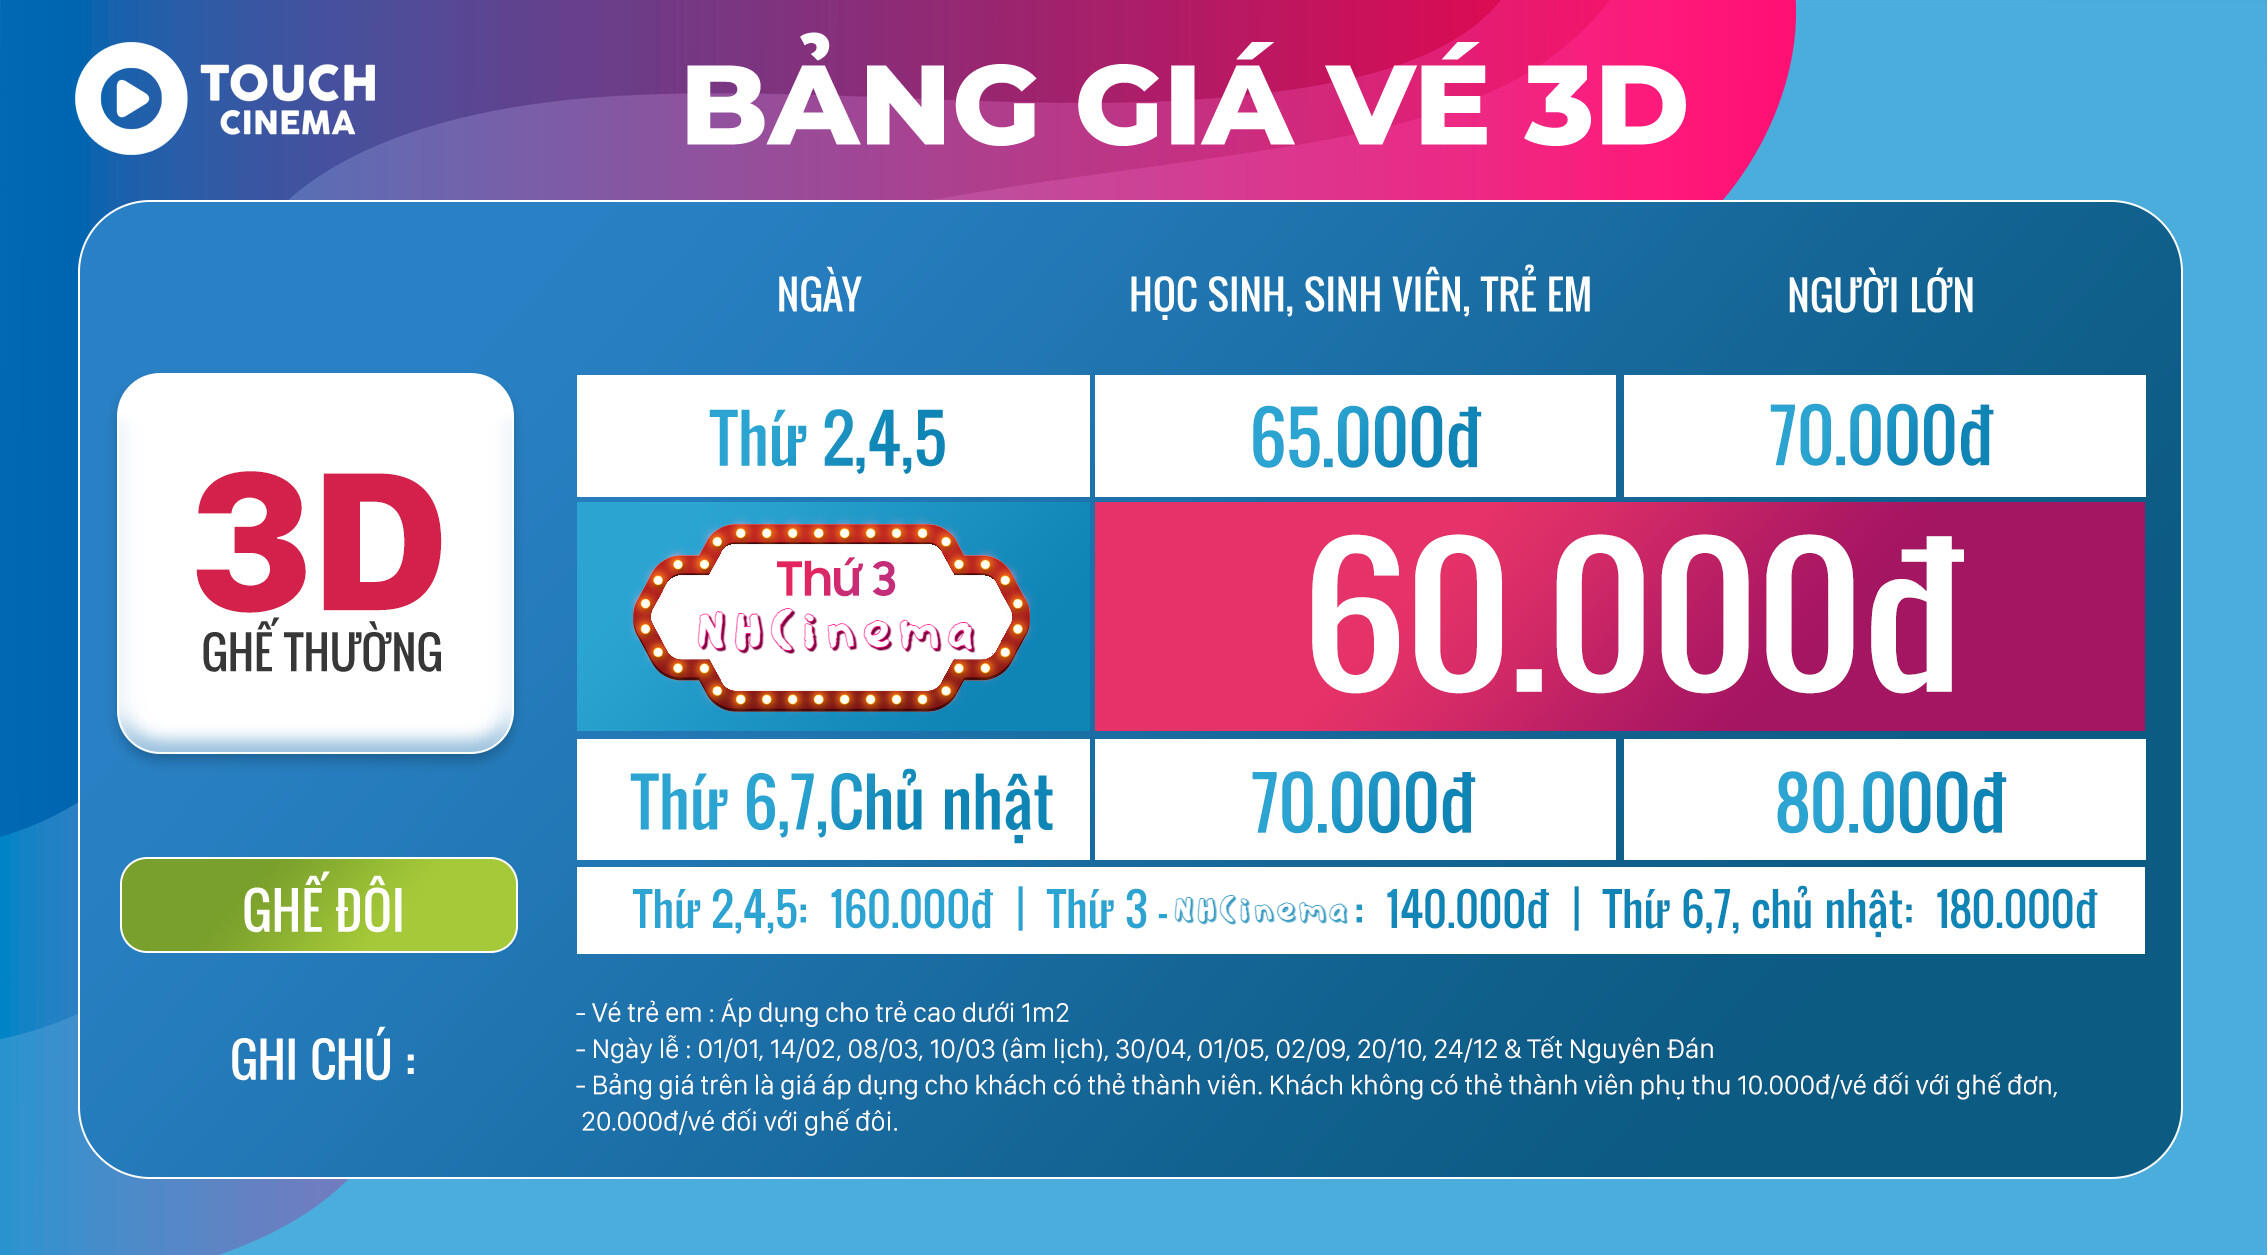 TOUCH
CINEMA
BẢNG GIÁ VÉ 3D
NGÀY HỌC SINH, SINH VIÊN, TRẺ EM NGƯỜI LỚN
3D
GHẾ THƯỜNG
Thứ 2,4,5 65.000đ 70.000đ
Thứ 3
NHCinema
60.000đ
Thứ 6,7,Chủ nhật 70.000đ 80.000đ
GHẾ ĐÔI
Thứ 2,4,5: 160.000đ | Thứ 3 - NHCinema : 140.000đ | Thứ 6,7, chủ nhật: 180.000đ
GHI CHÚ :
- Vé trẻ em : Áp dụng cho trẻ cao dưới 1m2
- Ngày lễ : 01/01, 14/02, 08/03, 10/03 (âm lịch), 30/04, 01/05, 02/09, 20/10, 24/12 & Tết Nguyên Đán
- Bảng giá trên là giá áp dụng cho khách có thẻ thành viên. Khách không có thẻ thành viên phụ thu 10.000đ/vé đối với ghế đơn,
20.000đ/vé đối với ghế đôi.